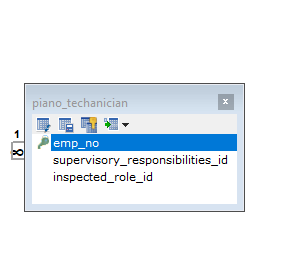 piano_techanician
x
1
∞
emp_no
supervisory_responsibilities_id
inspected_role_id